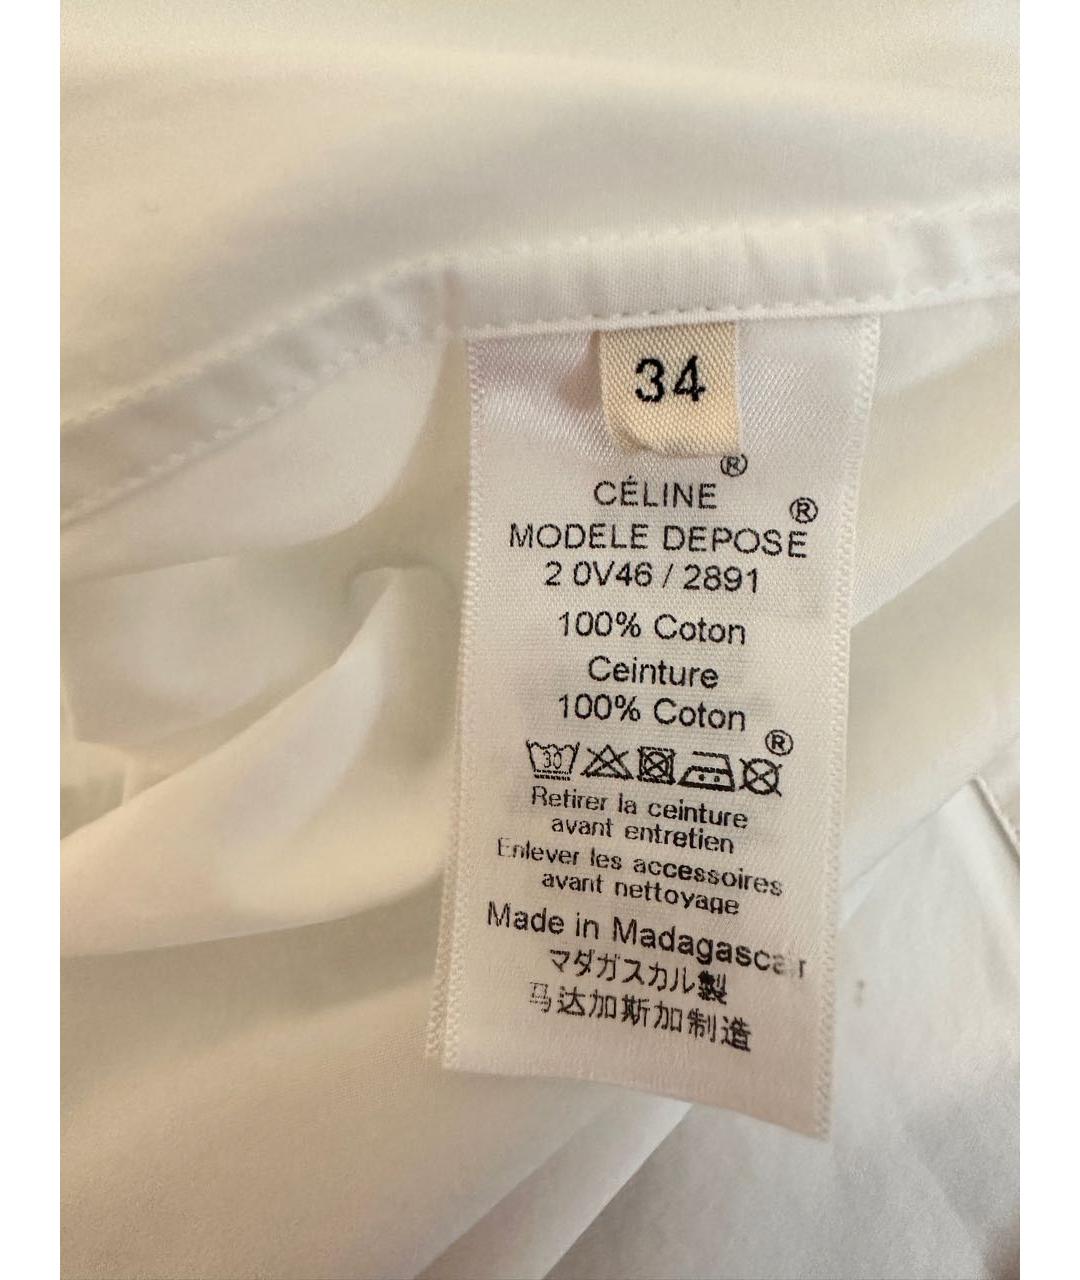 34
CÉLINE®
MODELE DEPOSE®
2 0V46 / 2891
100% Coton
Ceinture
100% Coton
30 ®
Retirer la ceinture
avant entretien
Enlever les accessoires
avant nettoyage
Made in Madagascar
マダガスカル製
马达加斯加制造